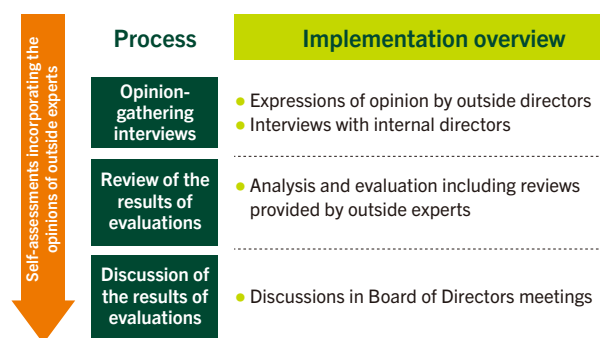 Self-assessments incorporating the
opinions of outside experts
Process
Implementation overview
Opinion-
gathering
interviews
● Expressions of opinion by outside directors
● Interviews with internal directors
Review of the
results of
evaluations
● Analysis and evaluation including reviews
provided by outside experts
Discussion of
the results of
evaluations
● Discussions in Board of Directors meetings